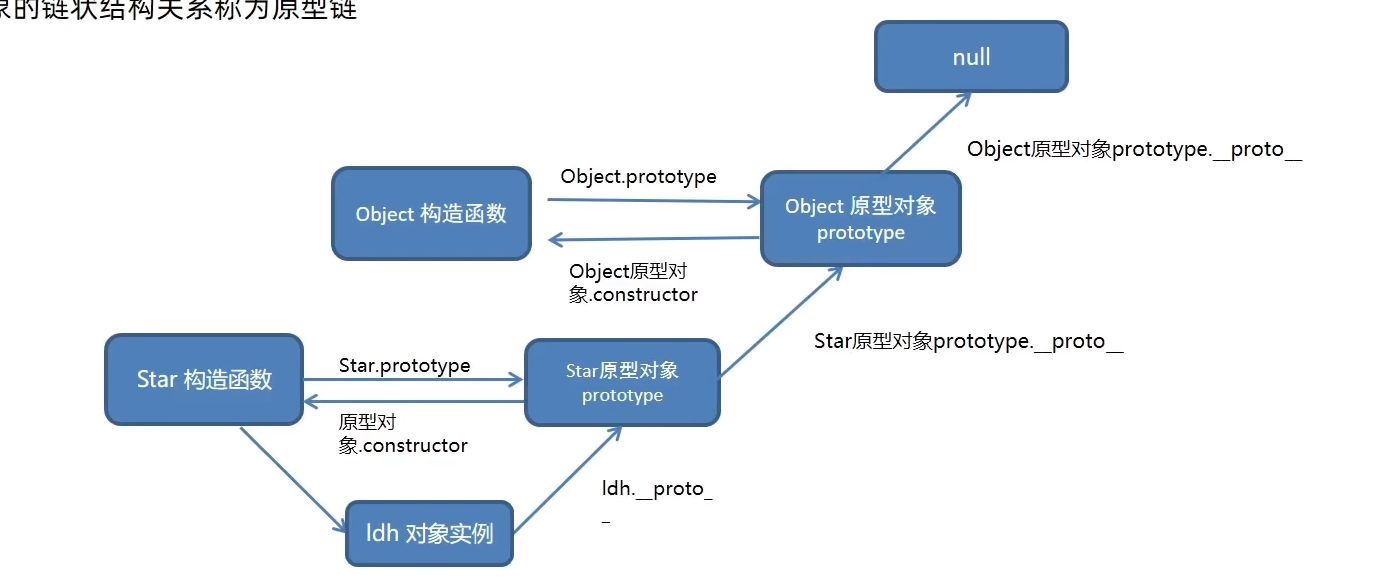 象的链状结构关系称为原型链
null
Object原型对象prototype.__proto__
Object.prototype
Object 构造函数
Object 原型对象
prototype
Object原型对
象.constructor
Star原型对象prototype.__proto__
Star 构造函数
Star.prototype
Star原型对象
prototype
原型对
象.constructor
ldh.__proto_
_
ldh 对象实例